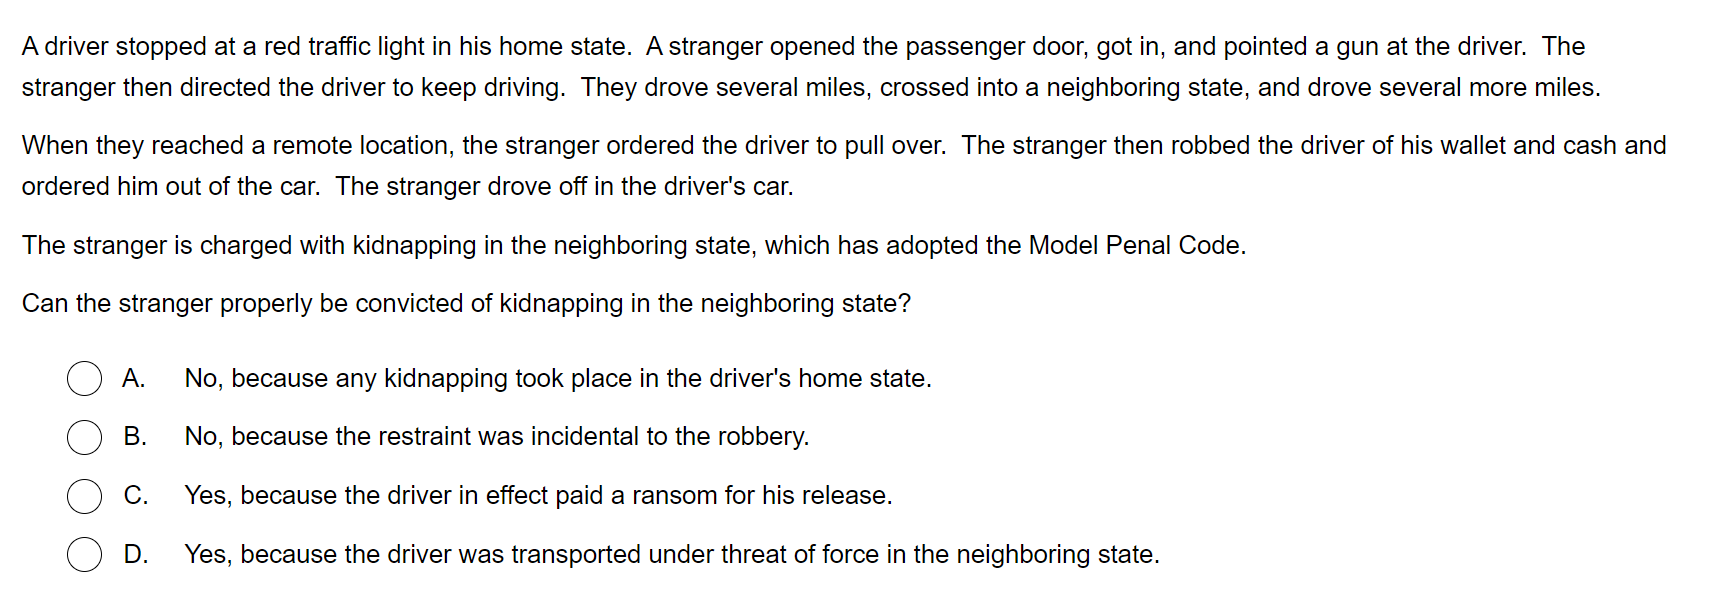 A driver stopped at a red traffic light in his home state.  A stranger opened the passenger door, got in, and pointed a gun at the driver.  The
stranger then directed the driver to keep driving.  They drove several miles, crossed into a neighboring state, and drove several more miles.
When they reached a remote location, the stranger ordered the driver to pull over.  The stranger then robbed the driver of his wallet and cash and
ordered him out of the car.  The stranger drove off in the driver's car.
The stranger is charged with kidnapping in the neighboring state, which has adopted the Model Penal Code.
Can the stranger properly be convicted of kidnapping in the neighboring state?
A. No, because any kidnapping took place in the driver's home state.
B. No, because the restraint was incidental to the robbery.
C. Yes, because the driver in effect paid a ransom for his release.
D. Yes, because the driver was transported under threat of force in the neighboring state.